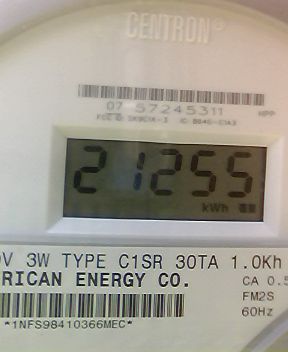 CENTRON®
07 57245311
21255
kWh
V 3W TYPE C1SR 30TA 1.0Kh
RICAN ENERGY CO.
CA 0.5
FM2S
60Hz
*1NFS98410366MEC*